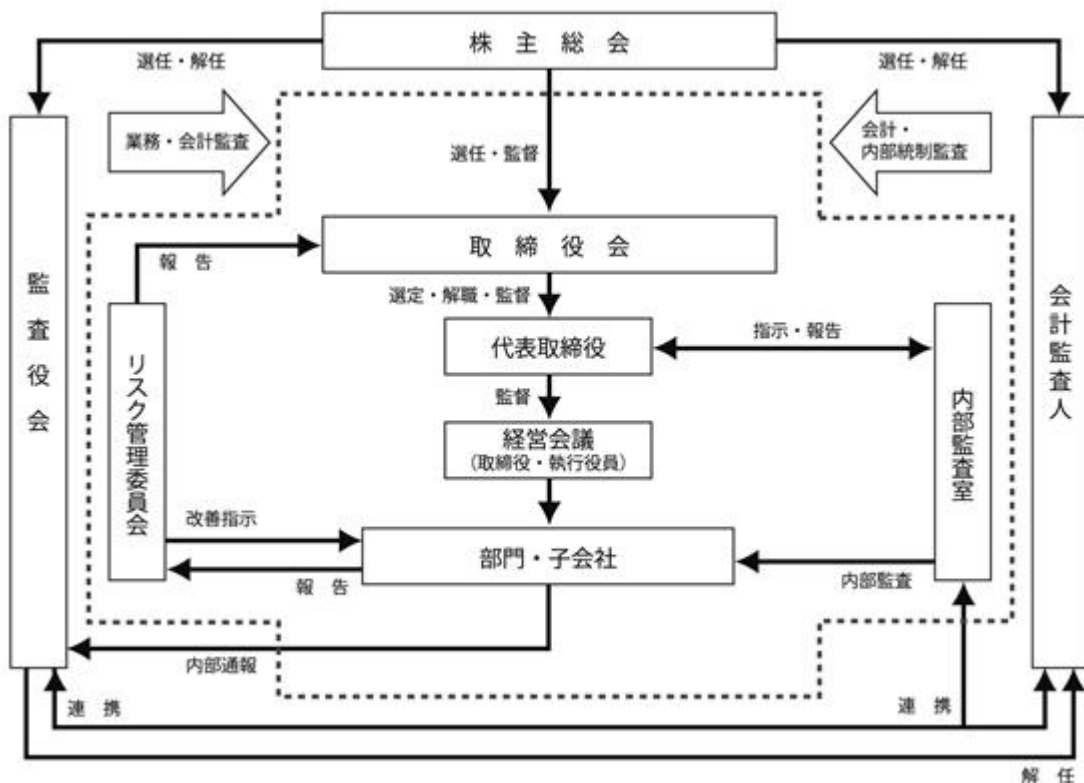 株主総会
選任・解任
選任・解任
業務・会計監査
会計・
内部統制監査
選任・監督
取締役会
報告
選定・解職・監督
監査役会
会計監査人
代表取締役
指示・報告
リスク管理委員会
内部監査室
監督
経営会議
(取締役・執行役員)
改善指示
部門・子会社
報告
内部監査
内部通報
連携
連携
解任